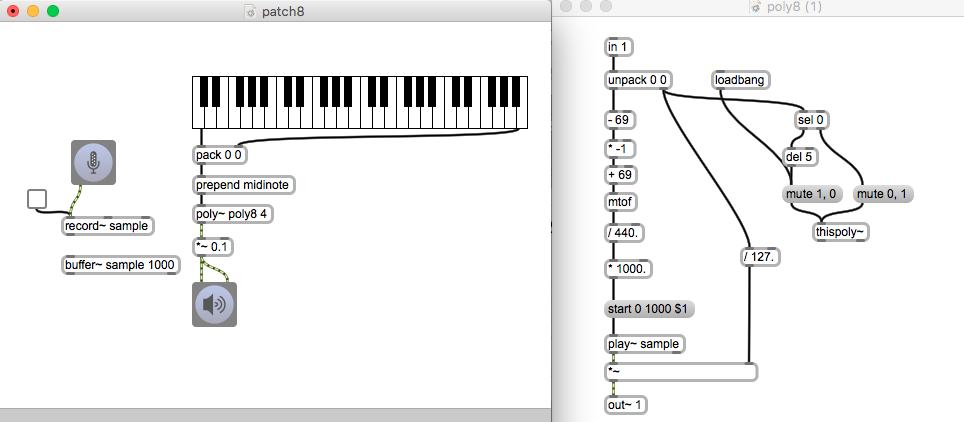 patch8
pack 0 0
prepend midinote
poly~ poly8 4
record~ sample
*~ 0.1
buffer~ sample 1000
poly8 (1)
in 1
unpack 0 0
loadbang
- 69
sel 0
* -1
del 5
+ 69
mute 1, 0
mute 0, 1
mtof
thispoly~
/ 440.
/ 127.
* 1000.
start 0 1000 $1
play~ sample
*~
out~ 1